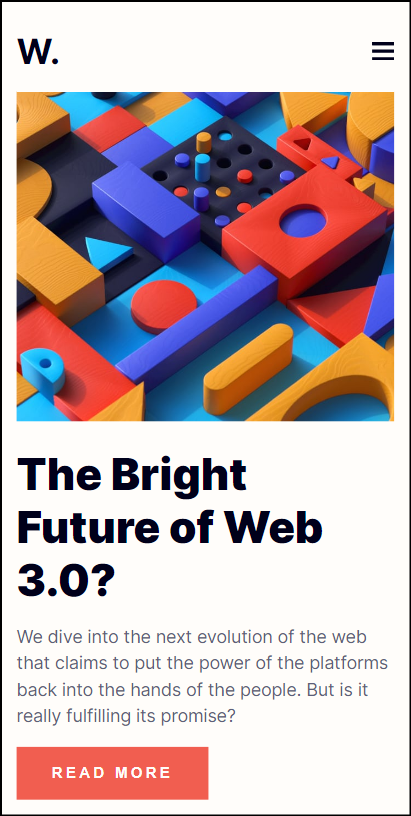 W.
The Bright
Future of Web
3.0?
We dive into the next evolution of the web
that claims to put the power of the platforms
back into the hands of the people. But is it
really fulfilling its promise?
READ MORE